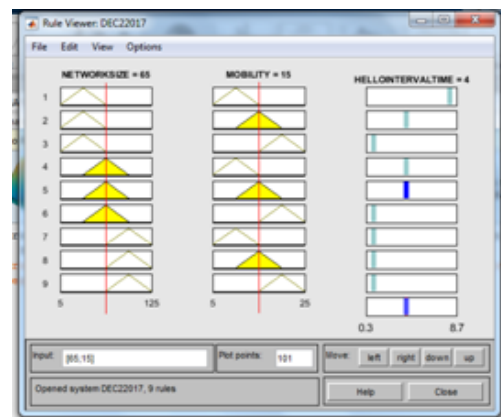 Rule Viewer: DEC22017
File Edit View Options
NETWORKSIZE = 65 MOBILITY = 15 HELLOINTERVALTIME = 4
1
2
3
4
5
6
7
8
9
5 125 5 25
0.3 8.7
Input: [65;15] Plot points: 101 Move: left right down up
Opened system DEC22017, 9 rules Help Close